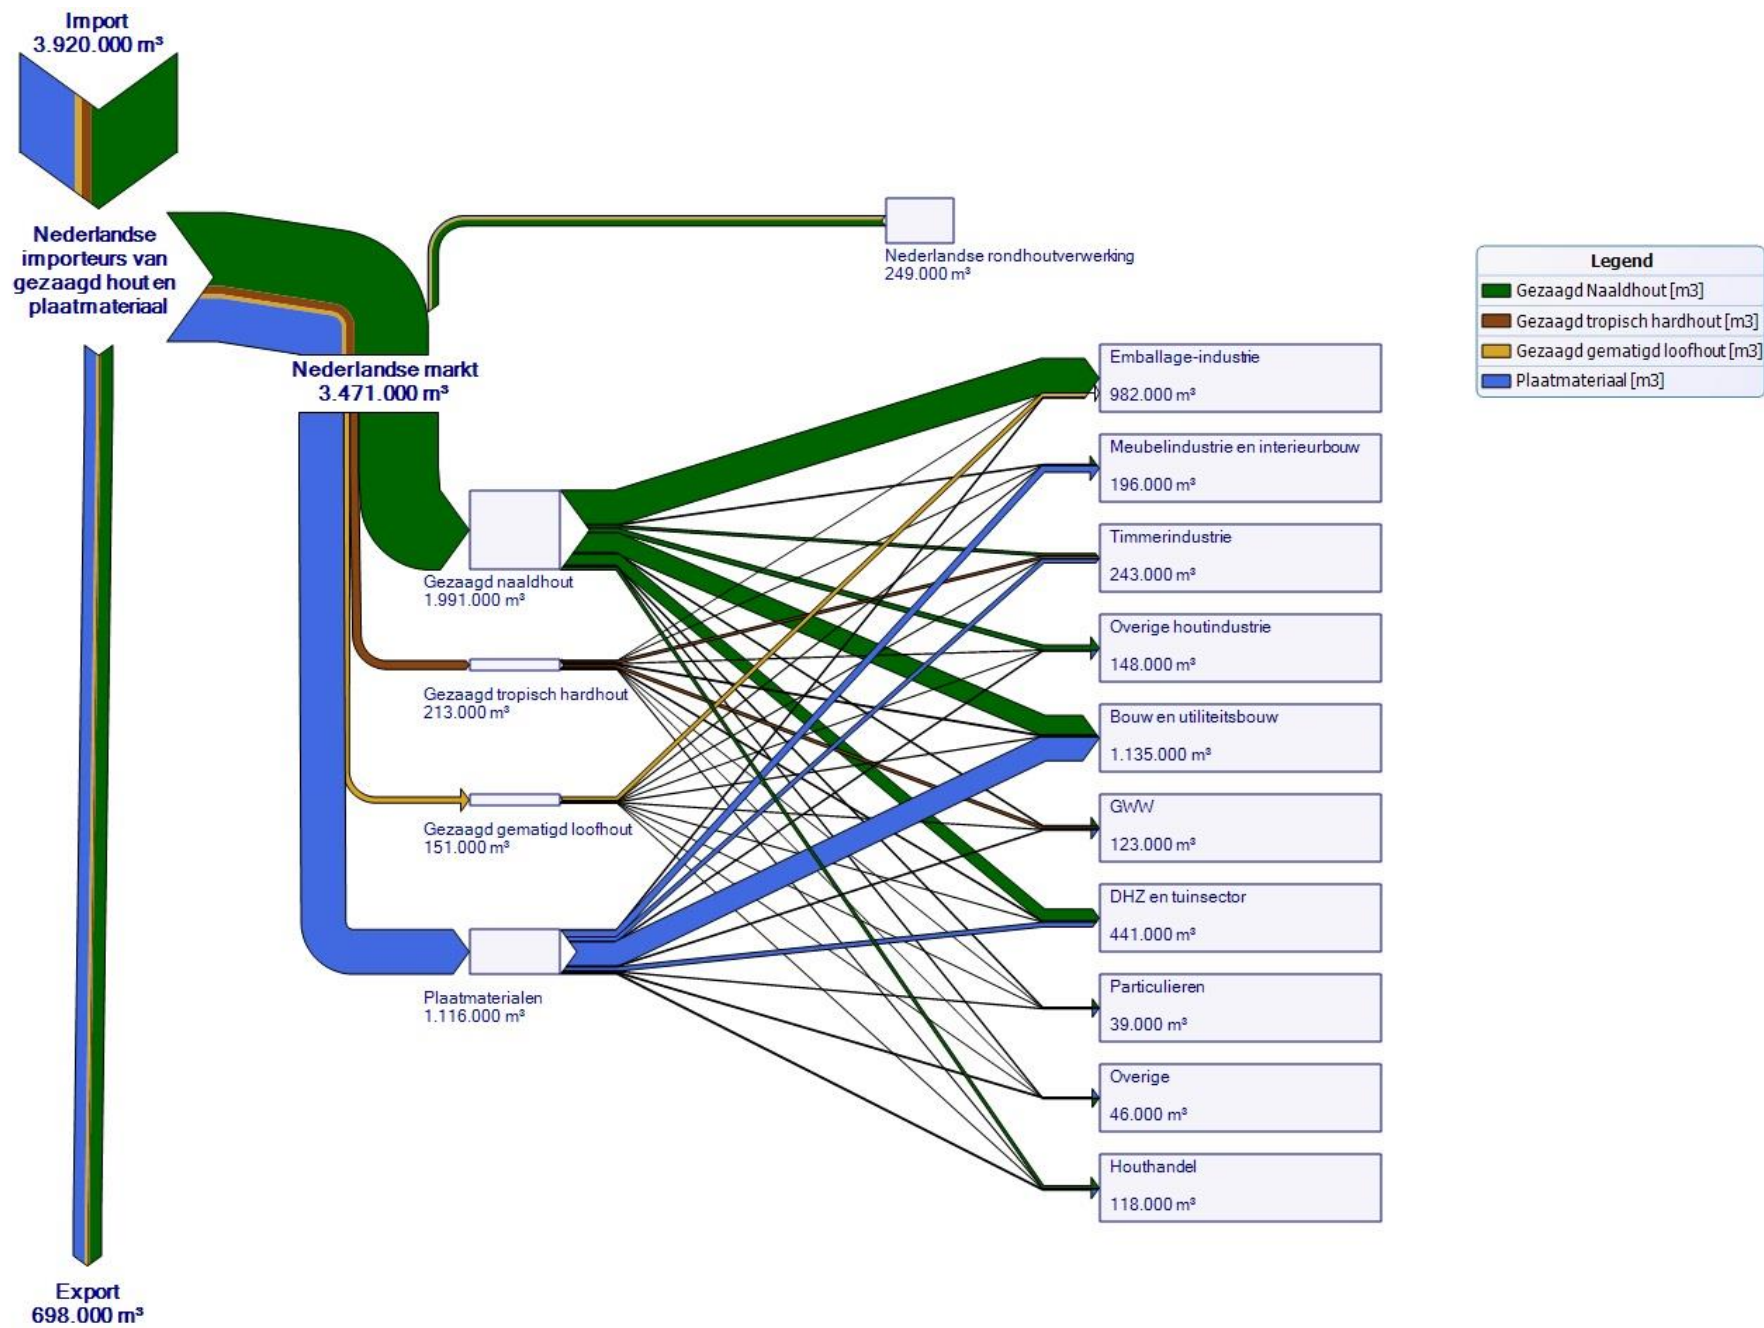 Import
3.920.000 m³
Nederlandse
importeurs van
gezaagd hout en
plaatmateriaal
Nederlandse rondhoutverwerking
249.000 m³
Legend
Gezaagd Naaldhout [m3]
Gezaagd tropisch hardhout [m3]
Gezaagd gematigd loofhout [m3]
Plaatmateriaal [m3]
Nederlandse markt
3.471.000 m³
Gezaagd naaldhout
1.991.000 m³
Gezaagd tropisch hardhout
213.000 m³
Gezaagd gematigd loofhout
151.000 m³
Plaatmaterialen
1.116.000 m³
Emballage-industrie
982.000 m³
Meubelindustrie en interieurbouw
196.000 m³
Timmerindustrie
243.000 m³
Overige houtindustrie
148.000 m³
Bouw en utiliteitsbouw
1.135.000 m³
GWW
123.000 m³
DHZ en tuinsector
441.000 m³
Particulieren
39.000 m³
Overige
46.000 m³
Houthandel
118.000 m³
Export
698.000 m³